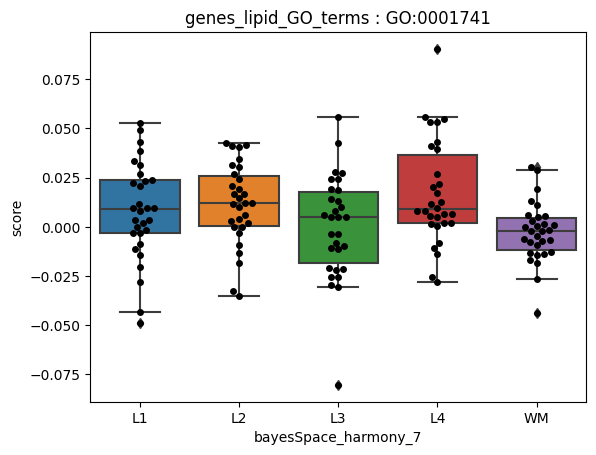 genes_lipid_GO_terms : GO:0001741
0.075
0.050
0.025
0.000
−0.025
−0.050
−0.075
score
L1 L2 L3 L4 WM
bayesSpace_harmony_7